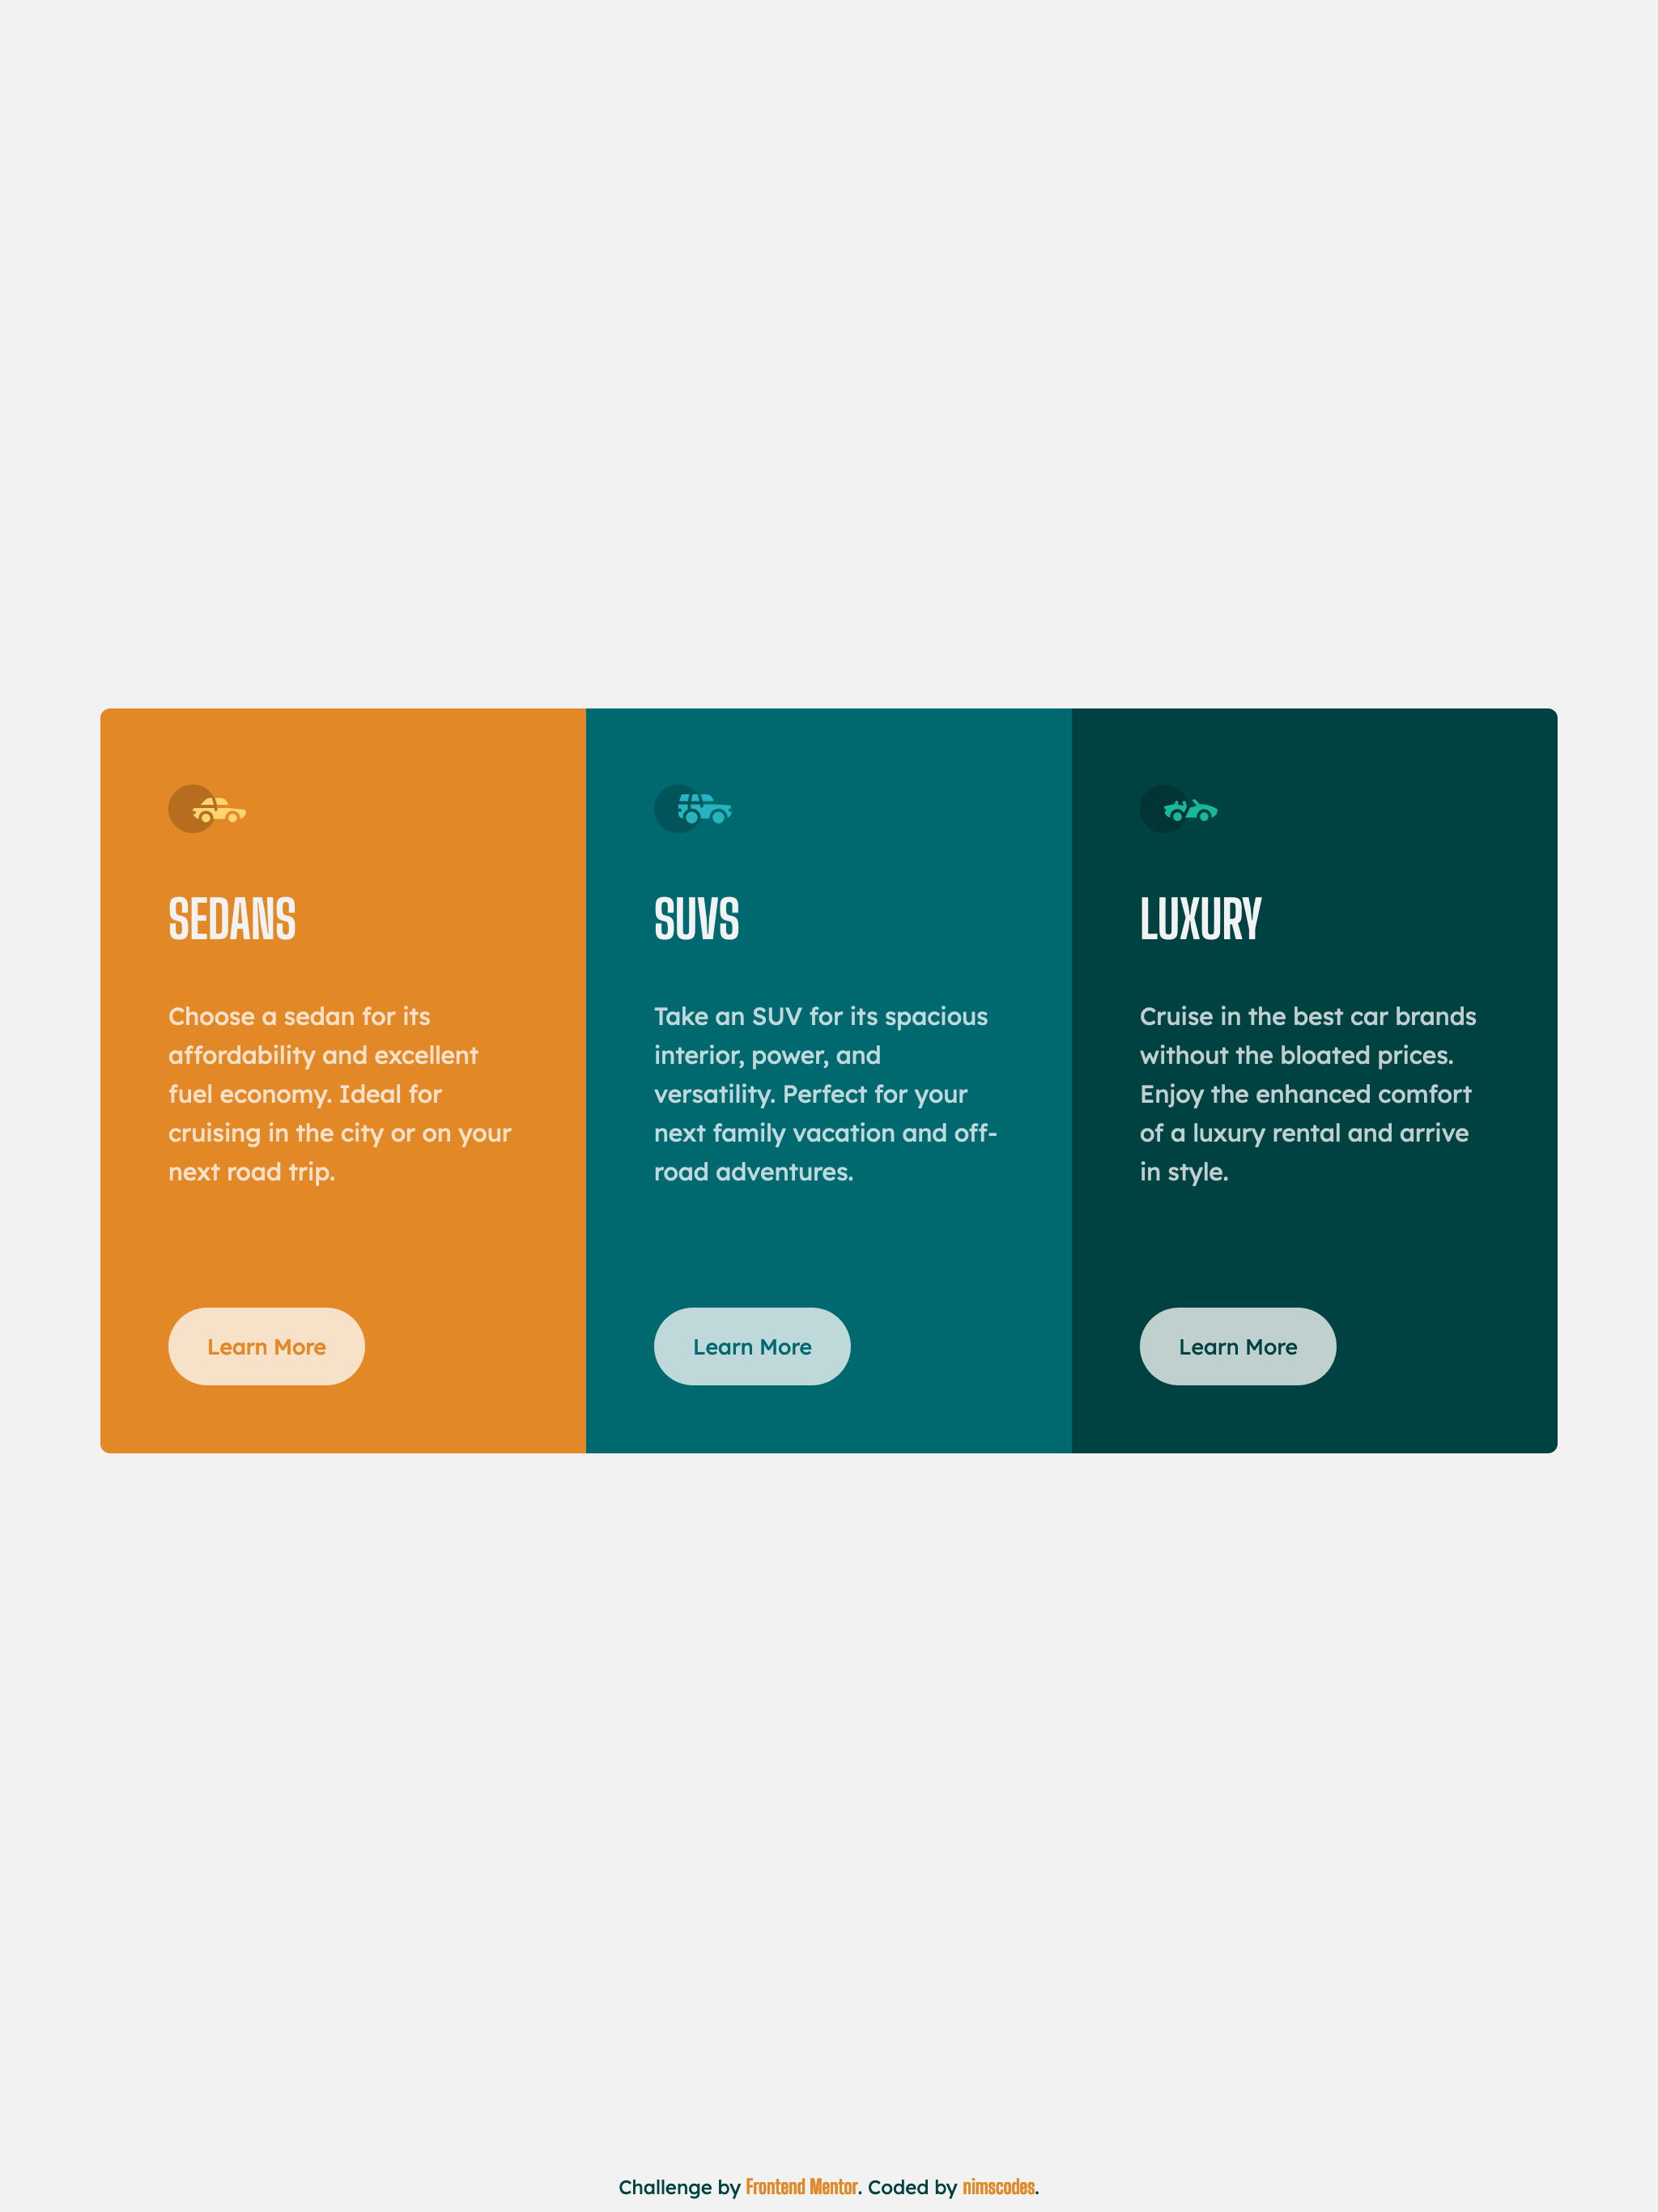 SEDANS
Choose a sedan for its
affordability and excellent
fuel economy. Ideal for
cruising in the city or on your
next road trip.
Learn More
SUVS
Take an SUV for its spacious
interior, power, and
versatility. Perfect for your
next family vacation and off-
road adventures.
Learn More
LUXURY
Cruise in the best car brands
without the bloated prices.
Enjoy the enhanced comfort
of a luxury rental and arrive
in style.
Learn More
Challenge by Frontend Mentor. Coded by nimscodes.